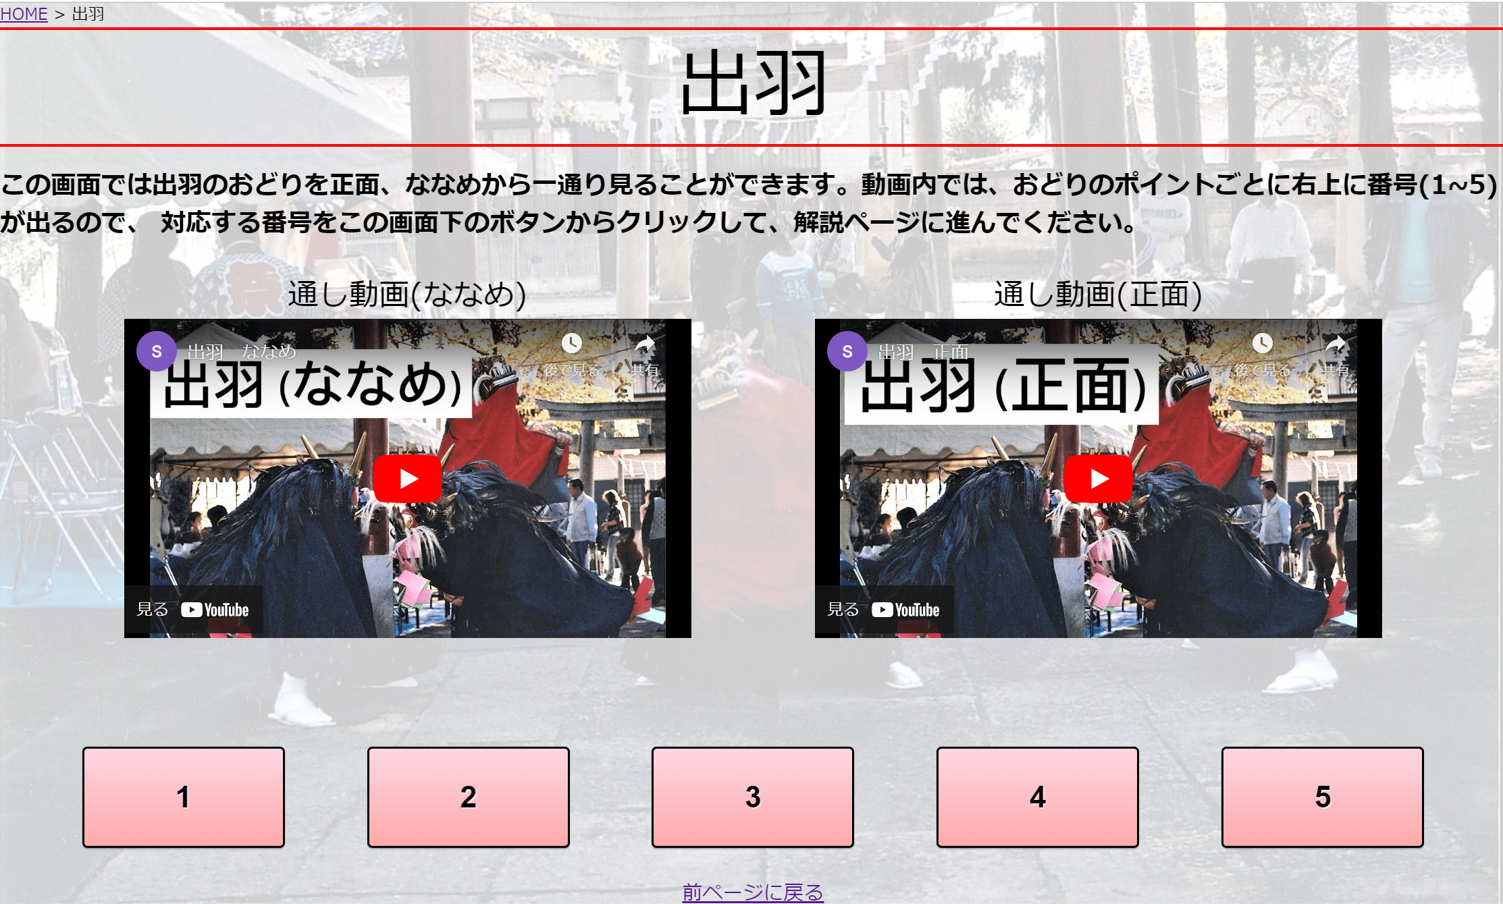 HOME > 出羽
出羽
この画面では出羽のおどりを正面、ななめから一通り見ることができます。動画内では、おどりのポイントごとに右上に番号(1~5)
が出るので、 対応する番号をこの画面下のボタンからクリックして、解説ページに進んでください。
通し動画(ななめ)
S
出羽 ななめ
後で見る
共有
出羽 (ななめ)
見る YouTube
通し動画(正面)
S
出羽 正面
後で見る
共有
出羽 (正面)
見る YouTube
1
2
3
4
5
前ページに戻る